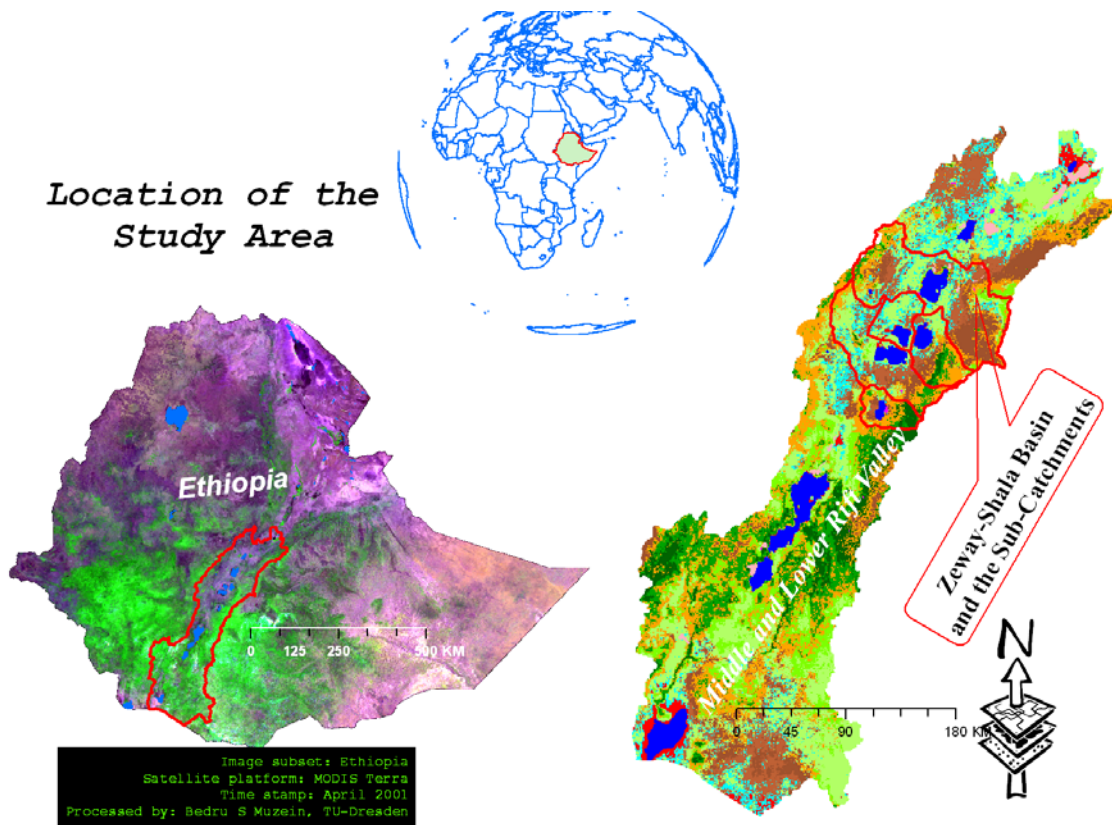 Location of the
Study Area
Ethiopia
0 125 250 500 KM
Image subset: Ethiopia
Satellite platform: MODIS Terra
Time stamp: April 2001
Processed by: Bedru S Muzein, TU-Dresden
Middle and Lower Rift Valley
Zeway-Shala Basin
and the Sub-Catchments
0 45 90 180 KM
N